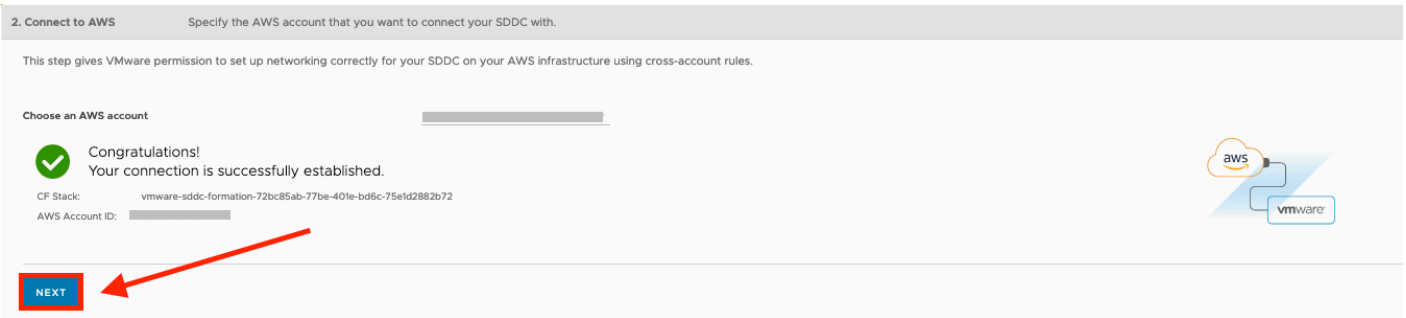 2. Connect to AWS Specify the AWS account that you want to connect your SDDC with.
This step gives VMware permission to set up networking correctly for your SDDC on your AWS infrastructure using cross-account rules.
Choose an AWS account
Congratulations!
Your connection is successfully established.
CF Stack: vmware-sddc-formation-72bc85ab-77be-401e-bd6c-75e1d2882b72
AWS Account ID:
aws
vmware
NEXT